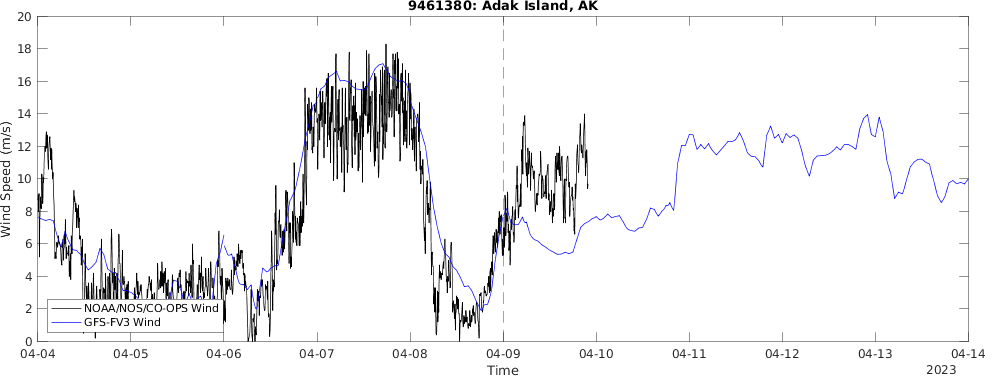 9461380: Adak Island, AK
20
18
16
14
12
10
8
6
4
2
0
Wind Speed (m/s)
NOAA/NOS/CO-OPS Wind
GFS-FV3 Wind
04-04 04-05 04-06 04-07 04-08 04-09 04-10 04-11 04-12 04-13 04-14
Time
2023